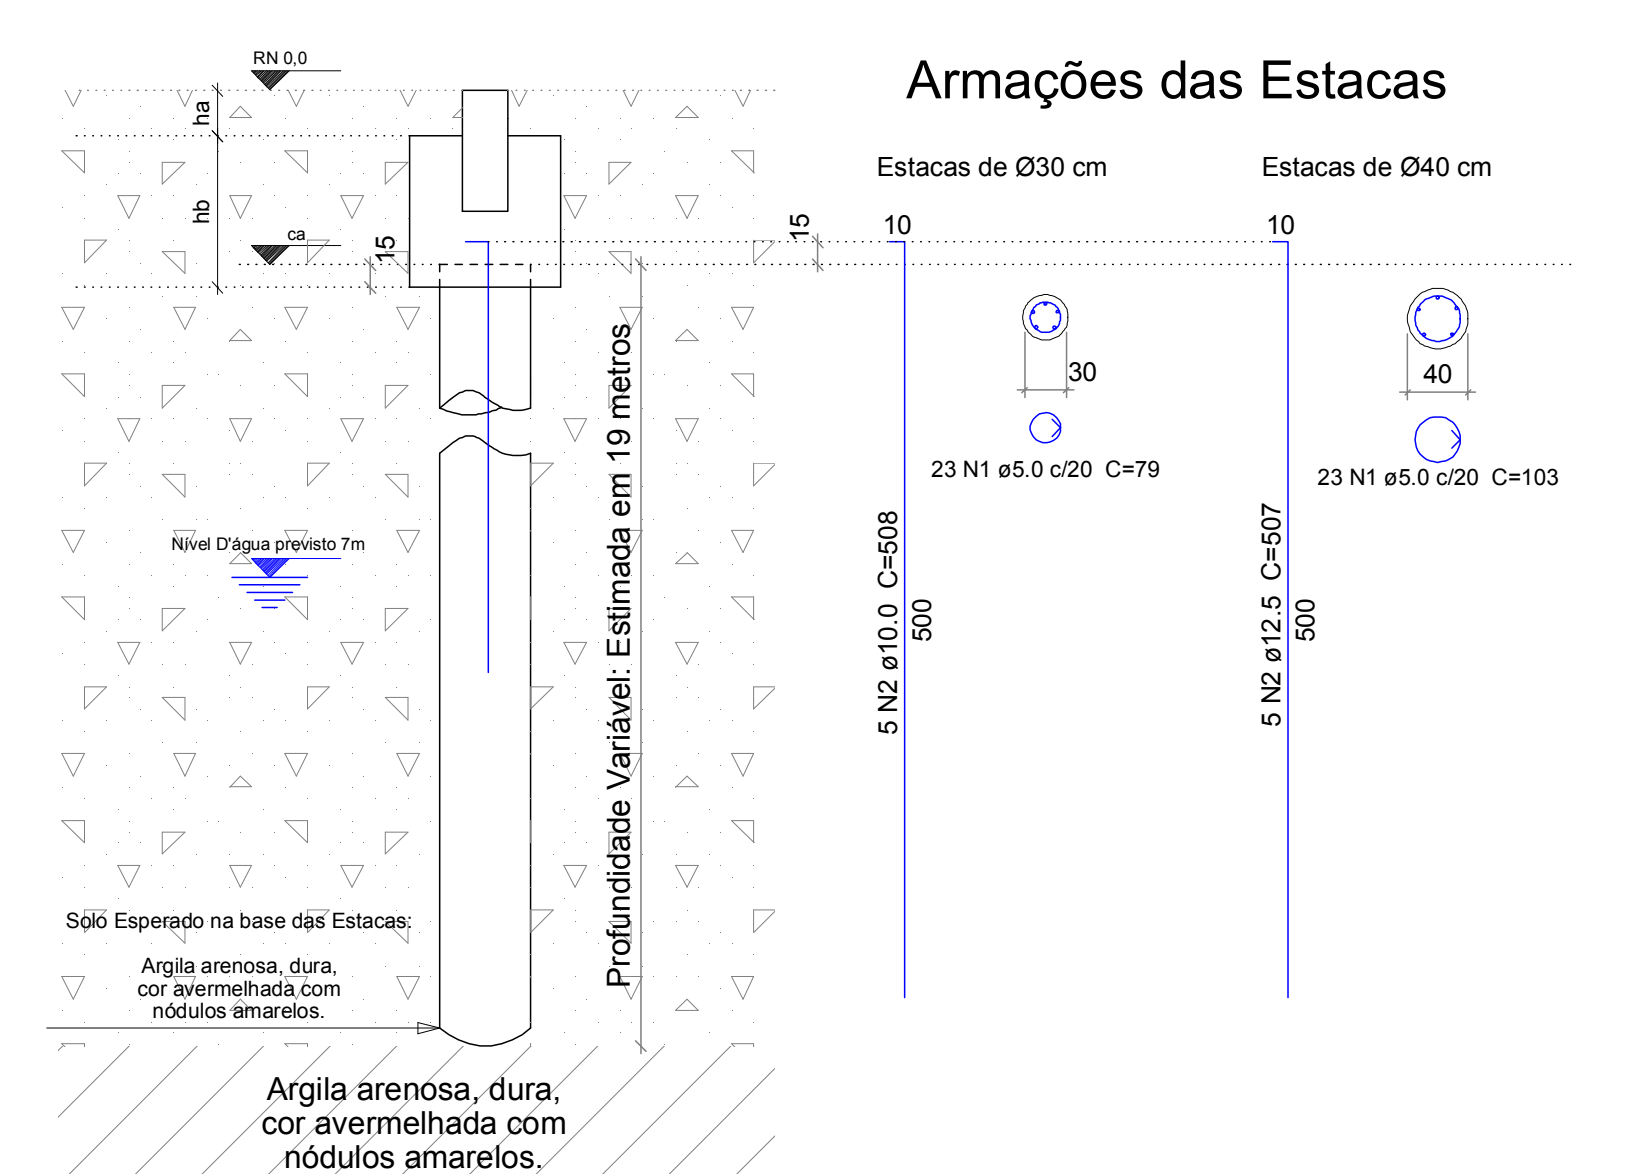 RN 0,0
Armações das Estacas
ha
Estacas de Ø30 cm
Estacas de Ø40 cm
hb
ca
15
15
10
10
30
40
23 N1 ø5.0 c/20  C=79
23 N1 ø5.0 c/20  C=103
Nível D'água previsto 7m
Profundidade Variável: Estimada em 19 metros
5 N2 ø10.0  C=508
500
5 N2 ø12.5  C=507
500
Solo Esperado na base das Estacas:
Argila arenosa, dura,
cor avermelhada com
nódulos amarelos.
Argila arenosa, dura,
cor avermelhada com
nódulos amarelos.